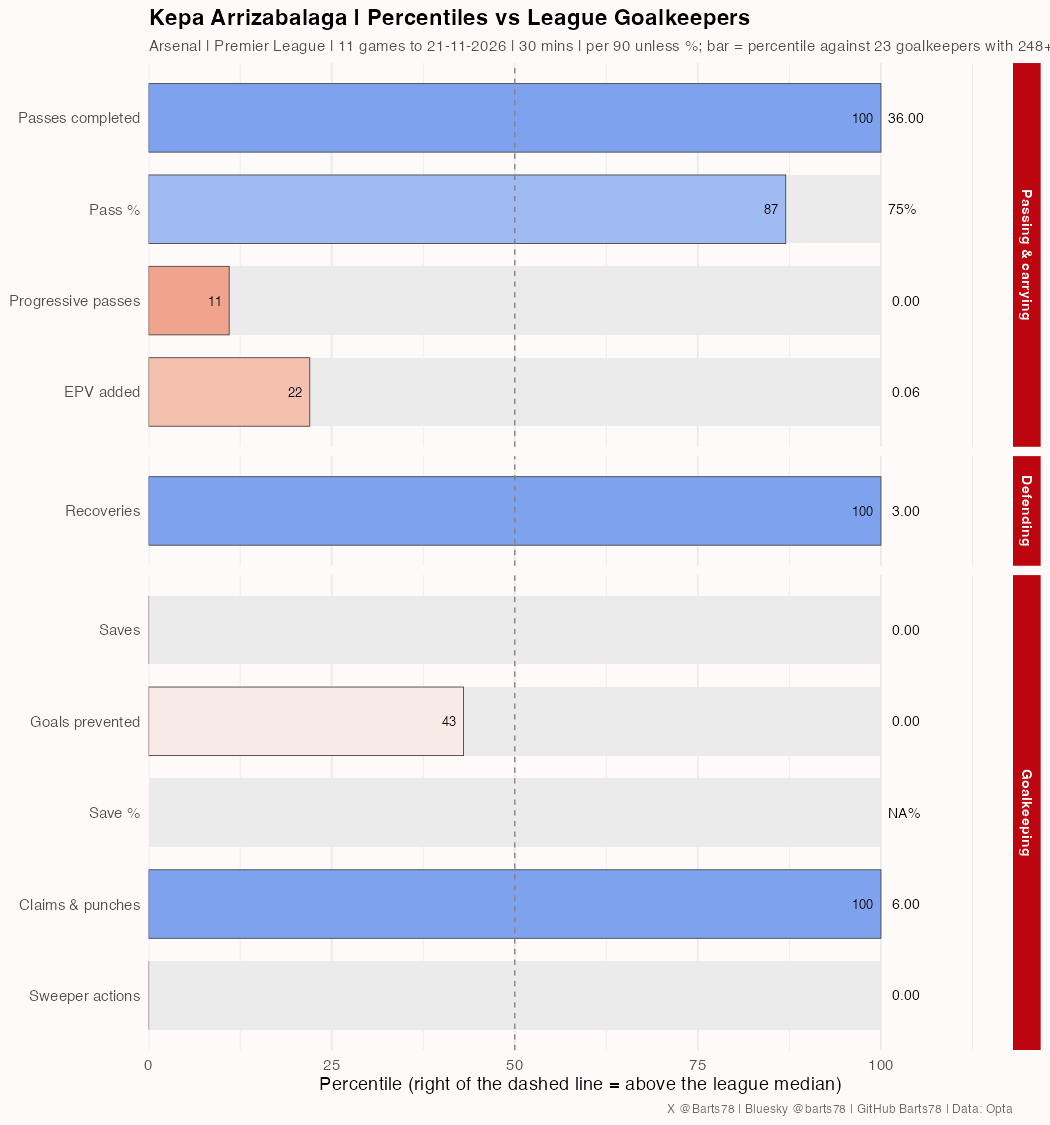 Kepa Arrizabalaga | Percentiles vs League Goalkeepers
Arsenal | Premier League | 11 games to 21-11-2026 | 30 mins | per 90 unless %; bar = percentile against 23 goalkeepers with 248+
Passes completed 100 36.00
Pass % 87 75%
Progressive passes 11 0.00
EPV added 22 0.06
Passing & carrying
Recoveries 100 3.00
Defending
Saves 0.00
Goals prevented 43 0.00
Save % NA%
Claims & punches 100 6.00
Sweeper actions 0.00
Goalkeeping
0 25 50 75 100
Percentile (right of the dashed line = above the league median)
X @Barts78 | Bluesky @barts78 | GitHub Barts78 | Data: Opta